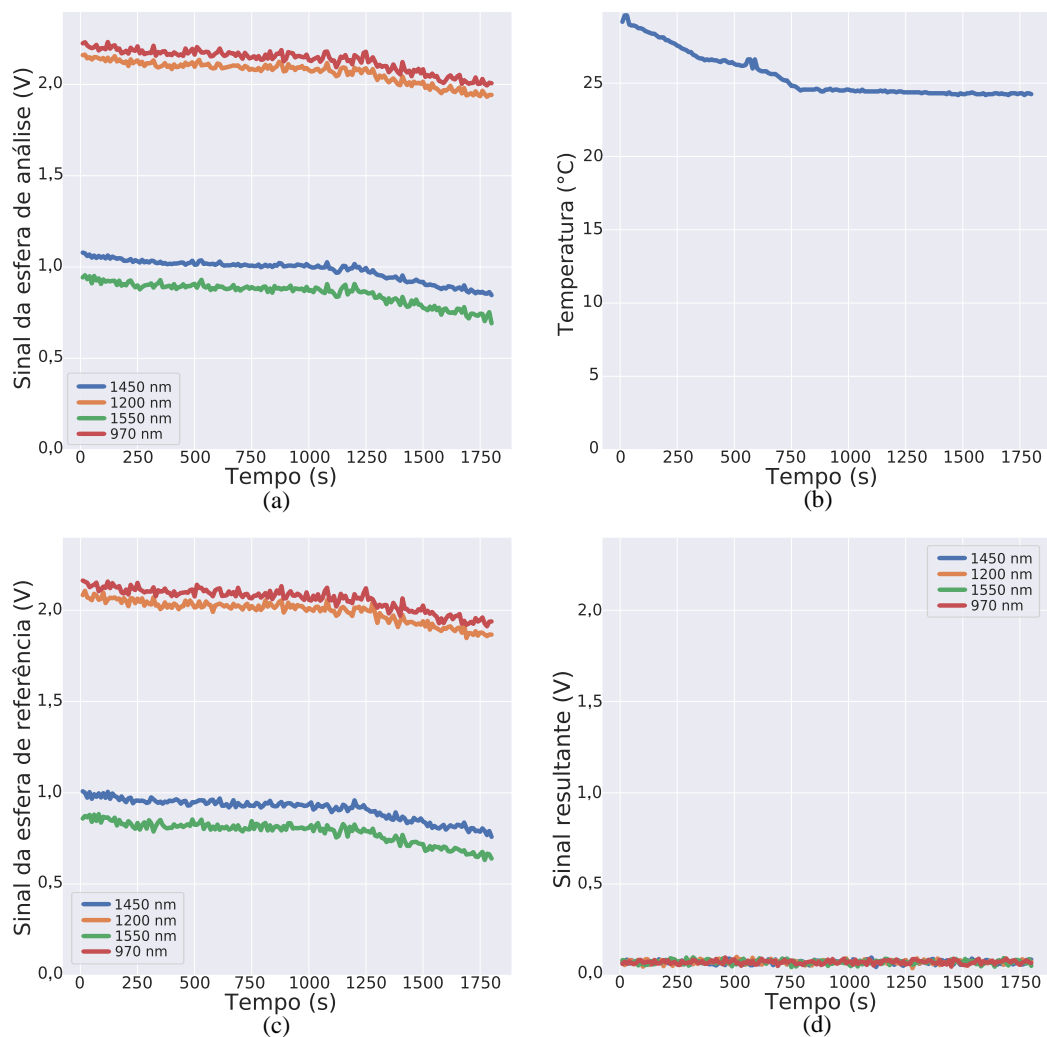 Sinal da esfera de análise (V)
2,0
1,5
1,0
0,5
0,0
1450 nm
1200 nm
1550 nm
970 nm
0 250 500 750 1000 1250 1500 1750
Tempo (s)
(a)
Temperatura (°C)
25
20
15
10
5
0
0 250 500 750 1000 1250 1500 1750
Tempo (s)
(b)
Sinal da esfera de referência (V)
2,0
1,5
1,0
0,5
0,0
1450 nm
1200 nm
1550 nm
970 nm
0 250 500 750 1000 1250 1500 1750
Tempo (s)
(c)
Sinal resultante (V)
1450 nm
1200 nm
1550 nm
970 nm
2,0
1,5
1,0
0,5
0,0
0 250 500 750 1000 1250 1500 1750
Tempo (s)
(d)